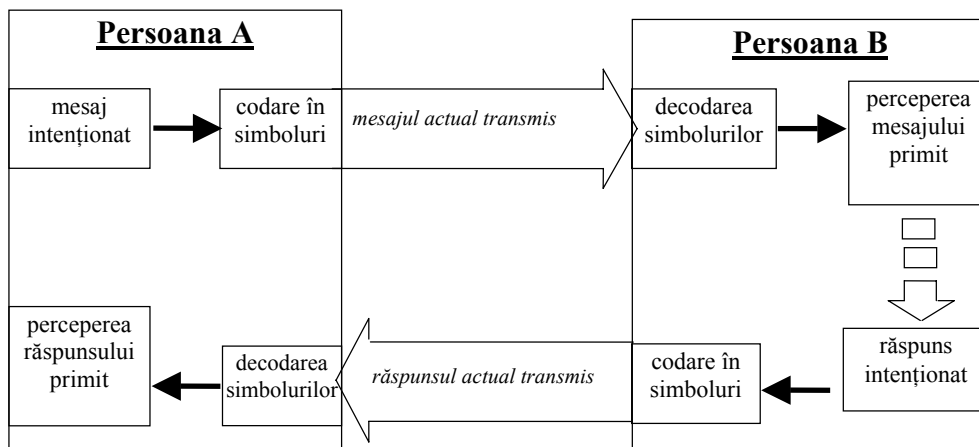 Persoana A
Persoana B
mesaj
intenționat
codare în
simboluri
mesajul actual transmis
decodarea
simbolurilor
perceperea
mesajului
primit
perceperea
răspunsului
primit
decodarea
simbolurilor
răspunsul actual transmis
codare în
simboluri
răspuns
intenționat